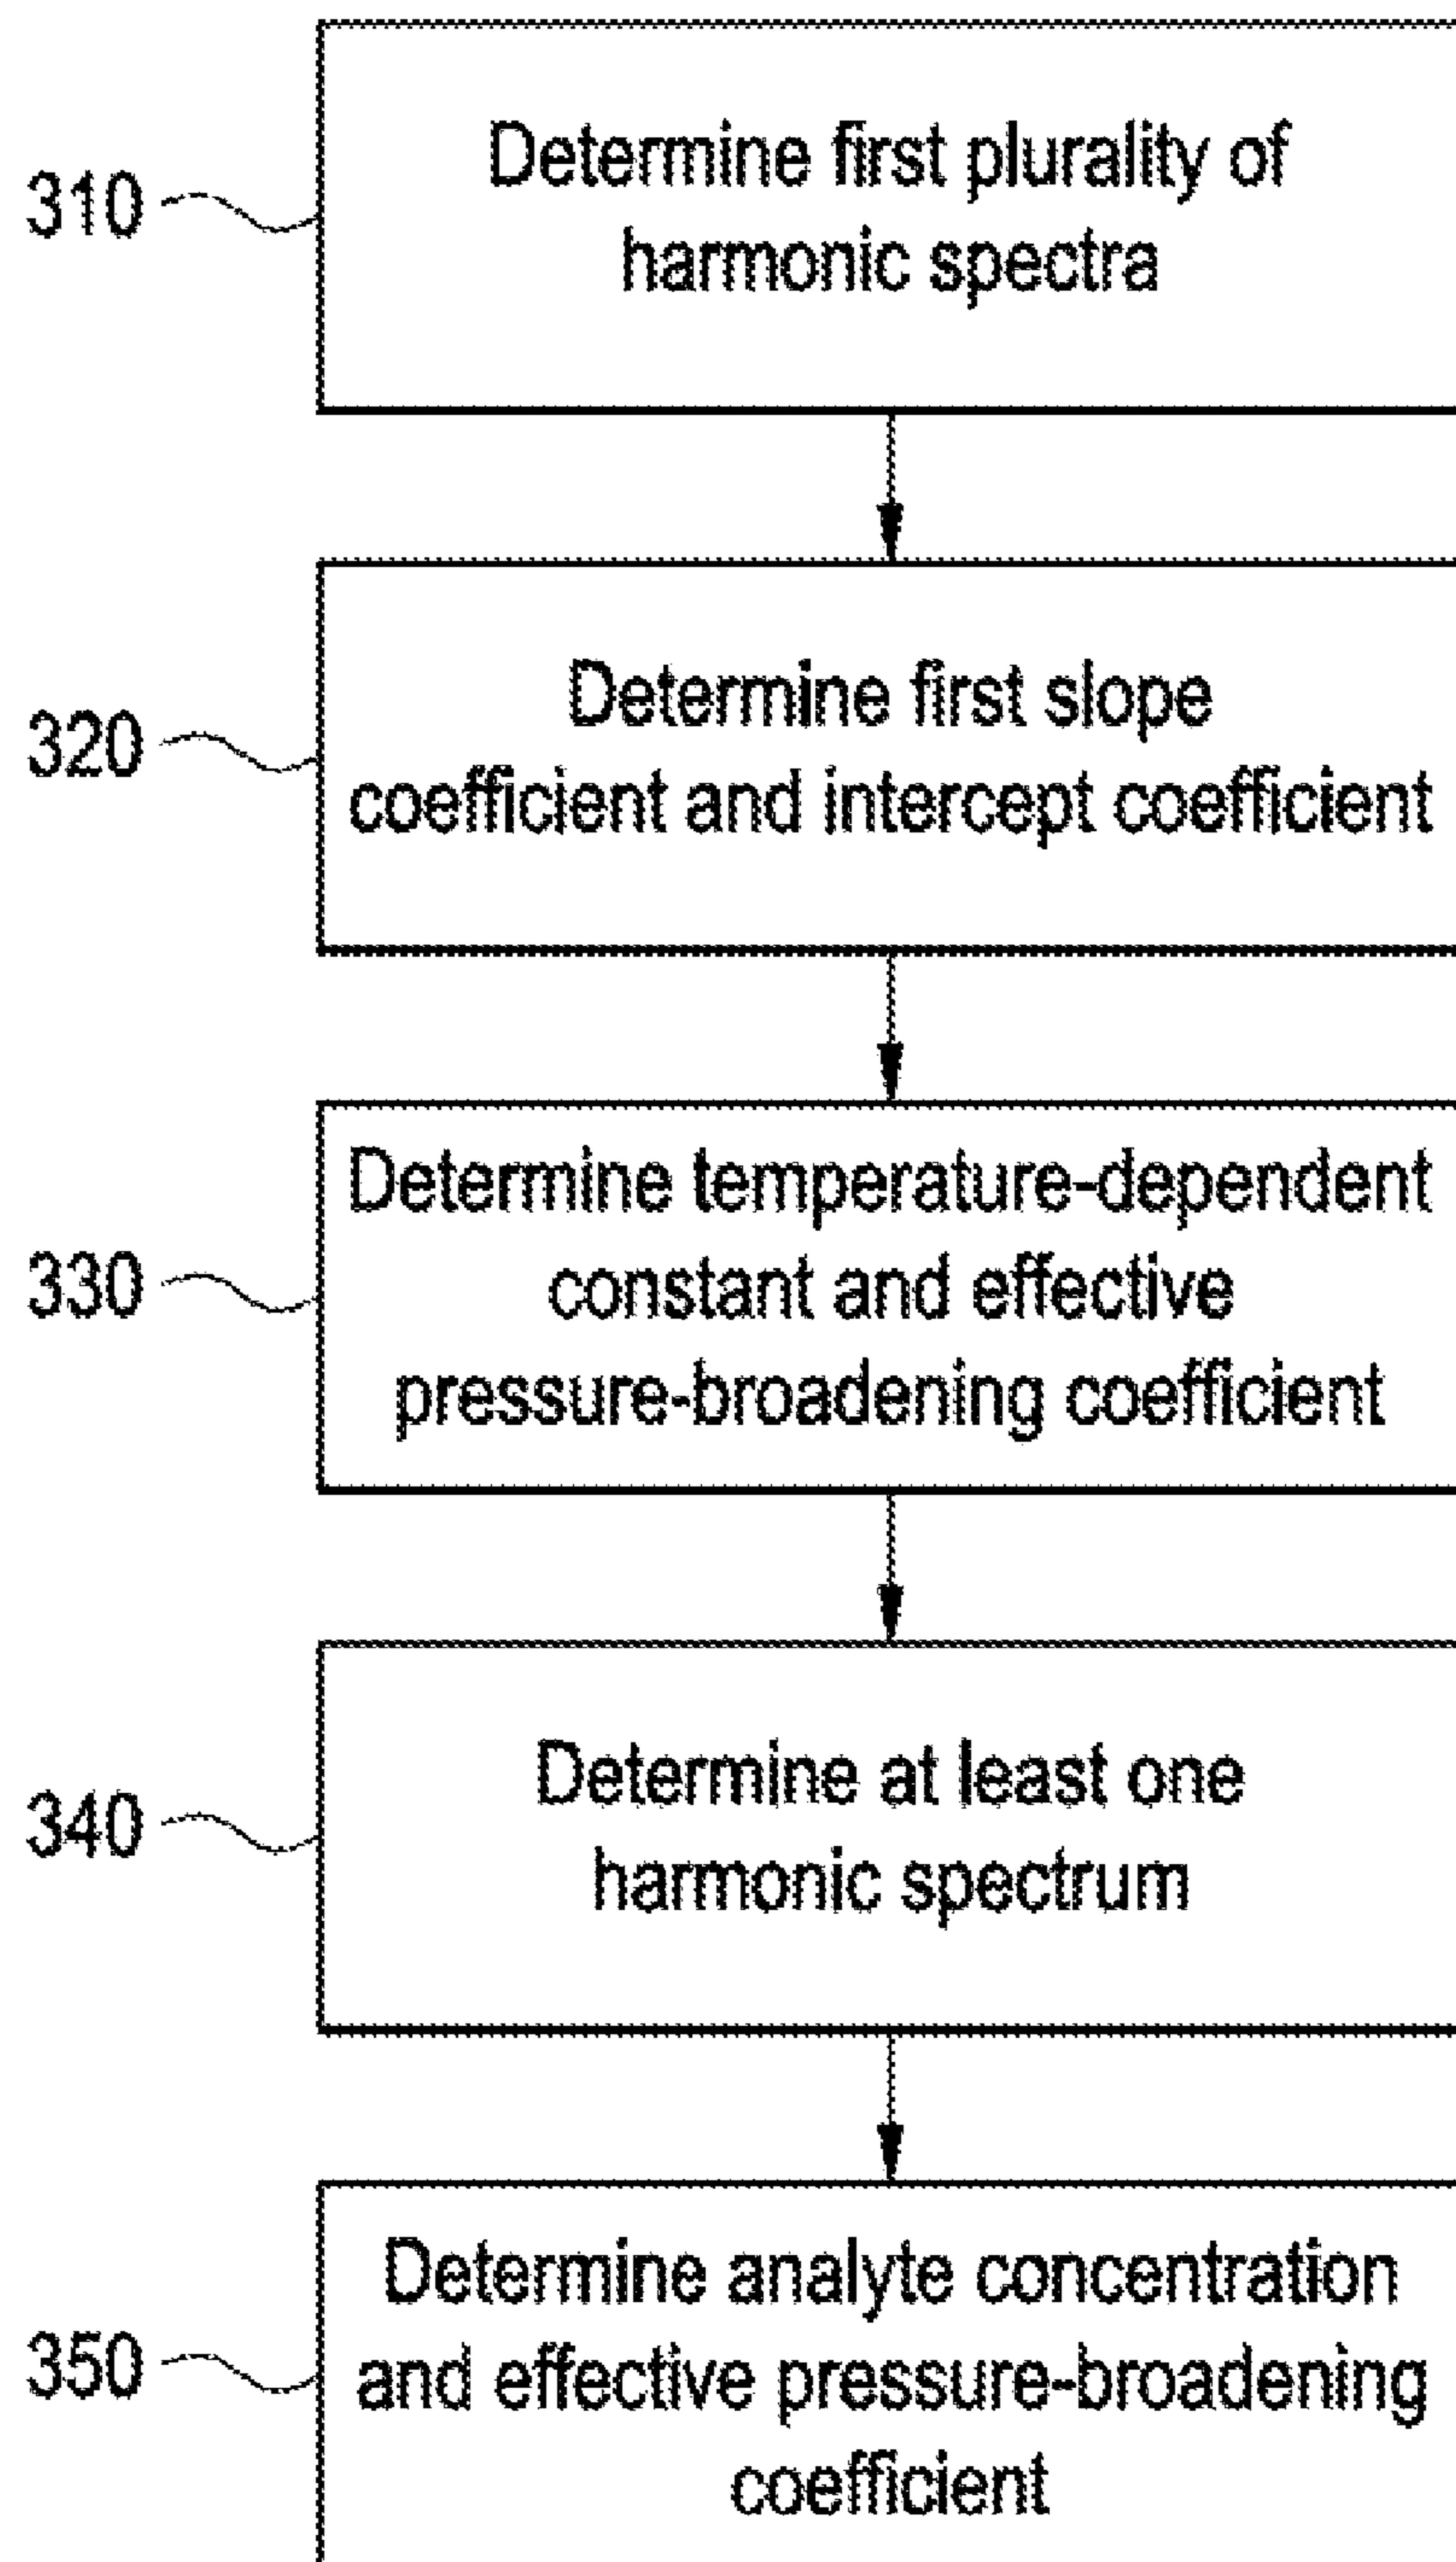 310
Determine first plurality of
harmonic spectra
320
Determine first slope
coefficient and intercept coefficient
330
Determine temperature-dependent
constant and effective
pressure-broadening coefficient
340
Determine at least one
harmonic spectrum
350
Determine analyte concentration
and effective pressure-broadening
coefficient